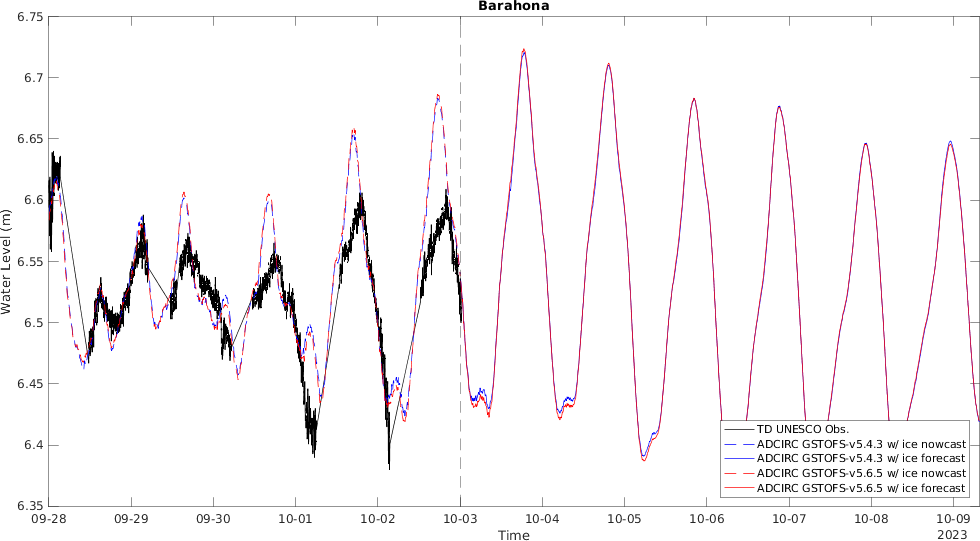 Barahona
6.75
6.7
6.65
6.6
6.55
6.5
6.45
6.4
6.35
Water Level (m)
09-28
09-29
09-30
10-01
10-02
10-03
10-04
10-05
10-06
10-07
10-08
10-09
Time
2023
TD UNESCO Obs.
ADCIRC GSTOFS-v5.4.3 w/ ice nowcast
ADCIRC GSTOFS-v5.4.3 w/ ice forecast
ADCIRC GSTOFS-v5.6.5 w/ ice nowcast
ADCIRC GSTOFS-v5.6.5 w/ ice forecast